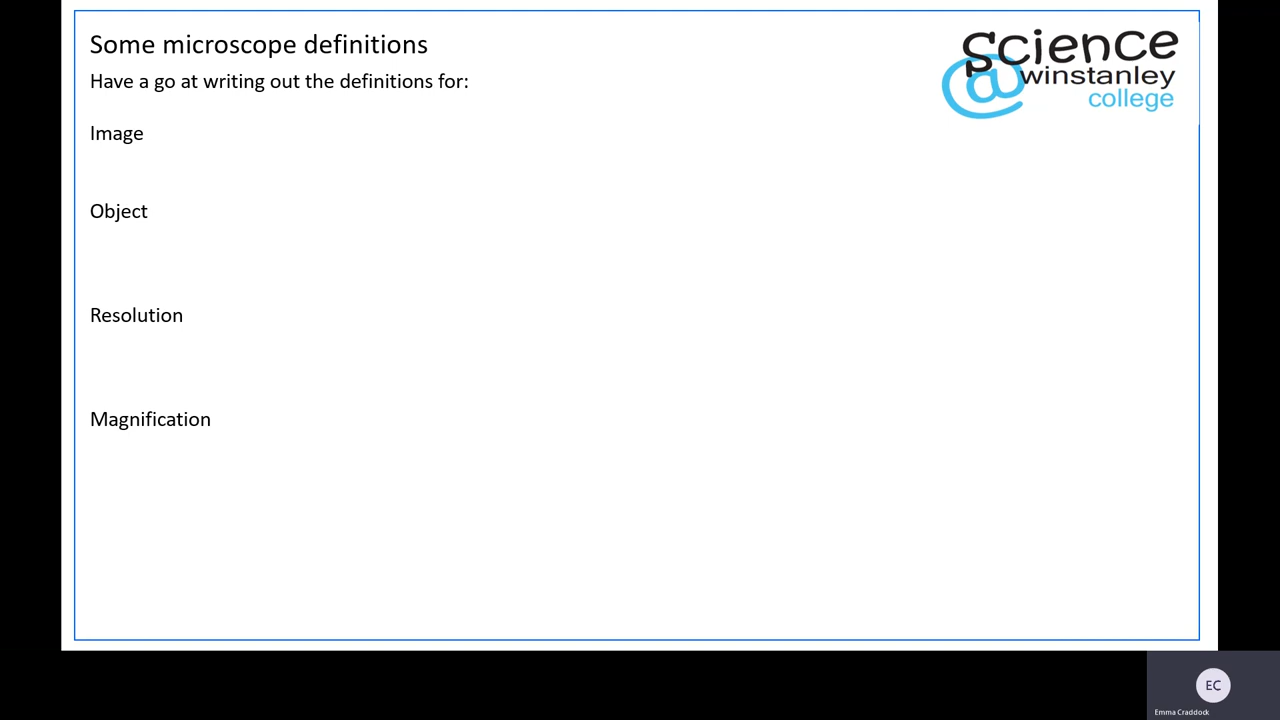 Some microscope definitions
Have a go at writing out the definitions for:
Image
Object
Resolution
Magnification
science
@winstanley
college
EC
Emma Craddock